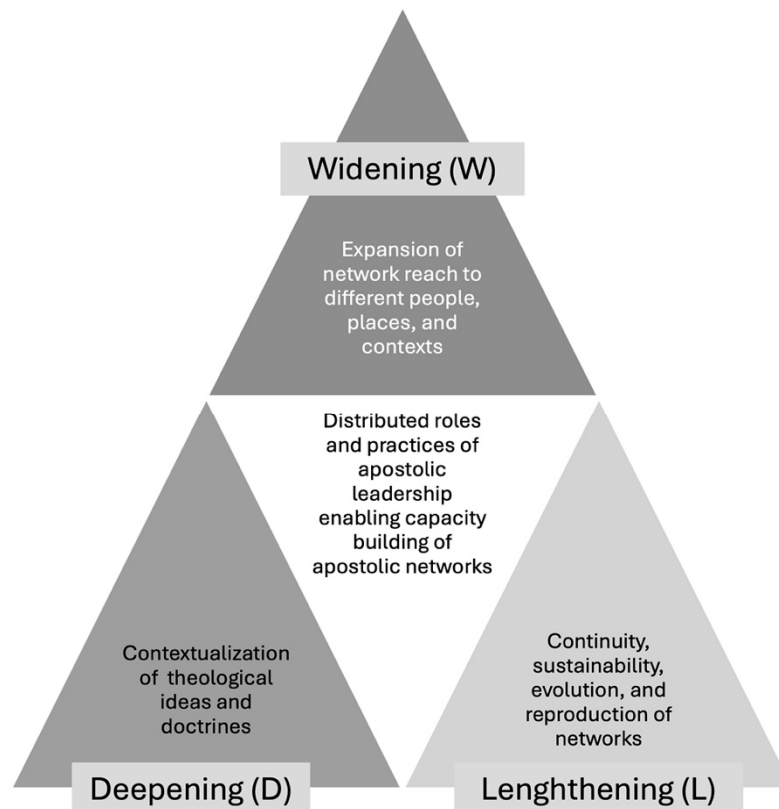 Widening (W)
Expansion of
network reach to
different people,
places, and
contexts
Distributed roles
and practices of
apostolic
leadership
enabling capacity
building of
apostolic networks
Contextualization
of theological
ideas and
doctrines
Deepening (D)
Continuity,
sustainability,
evolution, and
reproduction of
networks
Lenghthening (L)